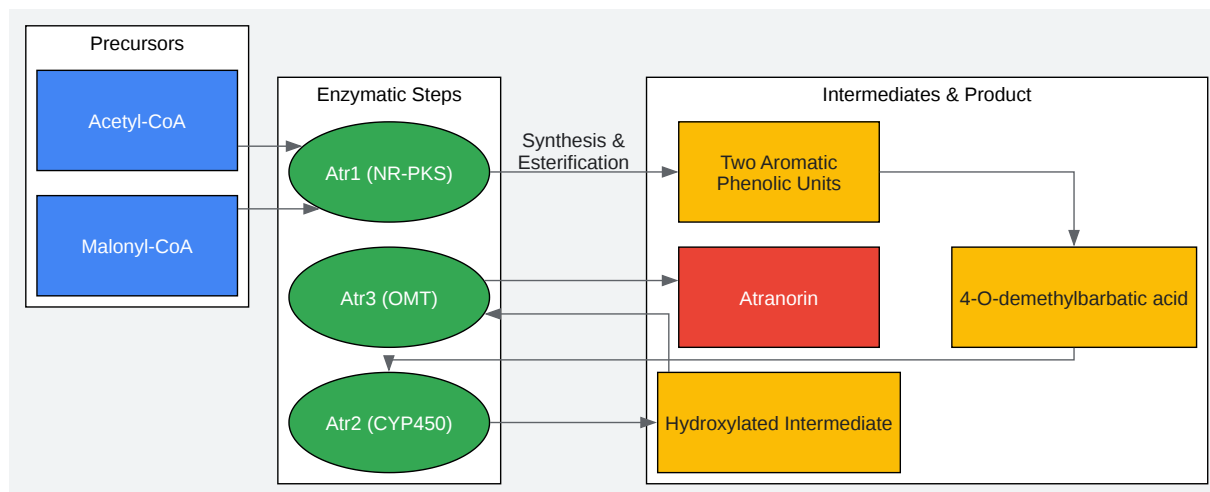 Precursors
Acetyl-CoA
Malonyl-CoA
Enzymatic Steps
Atr1 (NR-PKS)
Atr3 (OMT)
Atr2 (CYP450)
Synthesis &
Esterification
Intermediates & Product
Two Aromatic
Phenolic Units
Atranorin
4-O-demethylbarbatic acid
Hydroxylated Intermediate